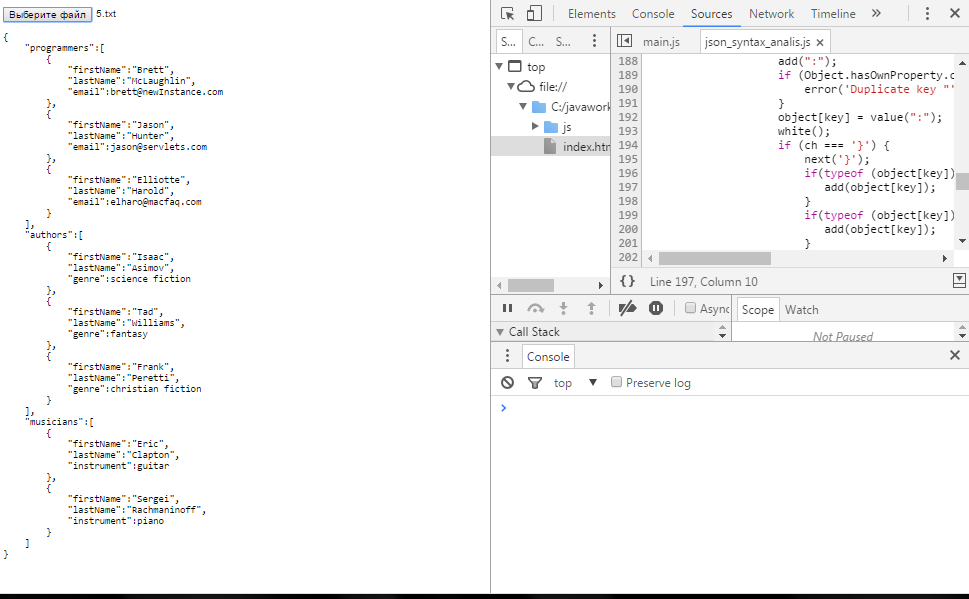 Выберите файл 5.txt
{
    "programmers":[
        {
            "firstName":"Brett",
            "lastName":"McLaughlin",
            "email":brett@newInstance.com
        },
        {
            "firstName":"Jason",
            "lastName":"Hunter",
            "email":jason@servlets.com
        },
        {
            "firstName":"Elliotte",
            "lastName":"Harold",
            "email":elharo@macfaq.com
        }
    ],
    "authors":[
        {
            "firstName":"Isaac",
            "lastName":"Asimov",
            "genre":science fiction
        },
        {
            "firstName":"Tad",
            "lastName":"Williams",
            "genre":fantasy
        },
        {
            "firstName":"Frank",
            "lastName":"Peretti",
            "genre":christian fiction
        }
    ],
    "musicians":[
        {
            "firstName":"Eric",
            "lastName":"Clapton",
            "instrument":guitar
        },
        {
            "firstName":"Sergei",
            "lastName":"Rachmaninoff",
            "instrument":piano
        }
    ]
}
Elements Console Sources Network Timeline »
S... C... S...
top
file://
C:/javawork
js
index.htm
main.js json_syntax_analis.js ×
188 add(":");
189 if (Object.hasOwnProperty.c
190 error('Duplicate key "'
191 }
192 object[key] = value(":");
193 white();
194 if (ch === '}') {
195 next('}');
196 if(typeof (object[key])
197 add(object[key]);
198 }
199 if(typeof (object[key])
200 add(object[key]);
201 }
202
{} Line 197, Column 10
Async
Scope Watch
Call Stack
Not Paused
Console
top Preserve log